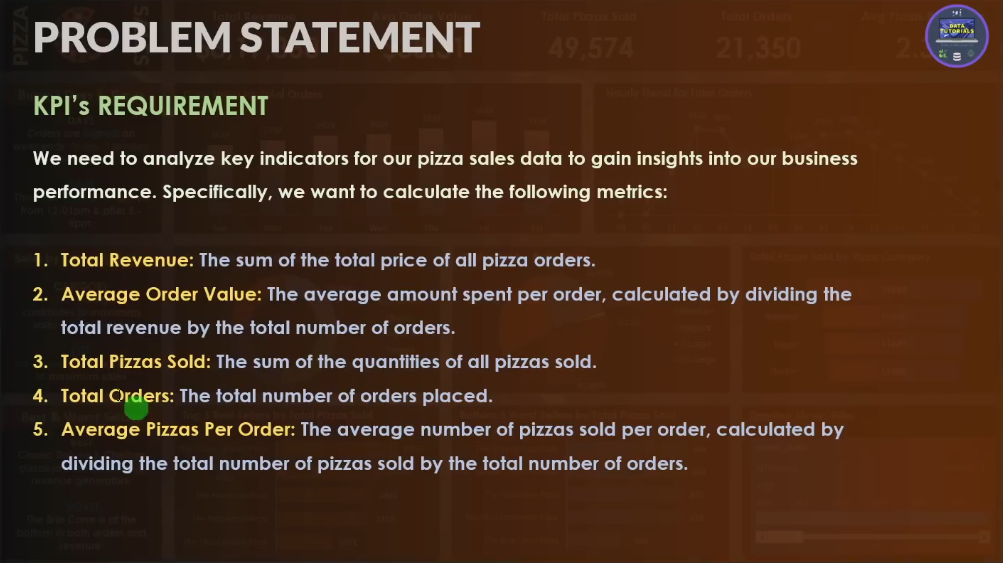 PROBLEM STATEMENT
49,574
21,350
DATA
TUTORIALS
KPI's REQUIREMENT
We need to analyze key indicators for our pizza sales data to gain insights into our business
performance. Specifically, we want to calculate the following metrics:
1. Total Revenue: The sum of the total price of all pizza orders.
2. Average Order Value: The average amount spent per order, calculated by dividing the
total revenue by the total number of orders.
3. Total Pizzas Sold: The sum of the quantities of all pizzas sold.
4. Total Orders: The total number of orders placed.
5. Average Pizzas Per Order: The average number of pizzas sold per order, calculated by
dividing the total number of pizzas sold by the total number of orders.